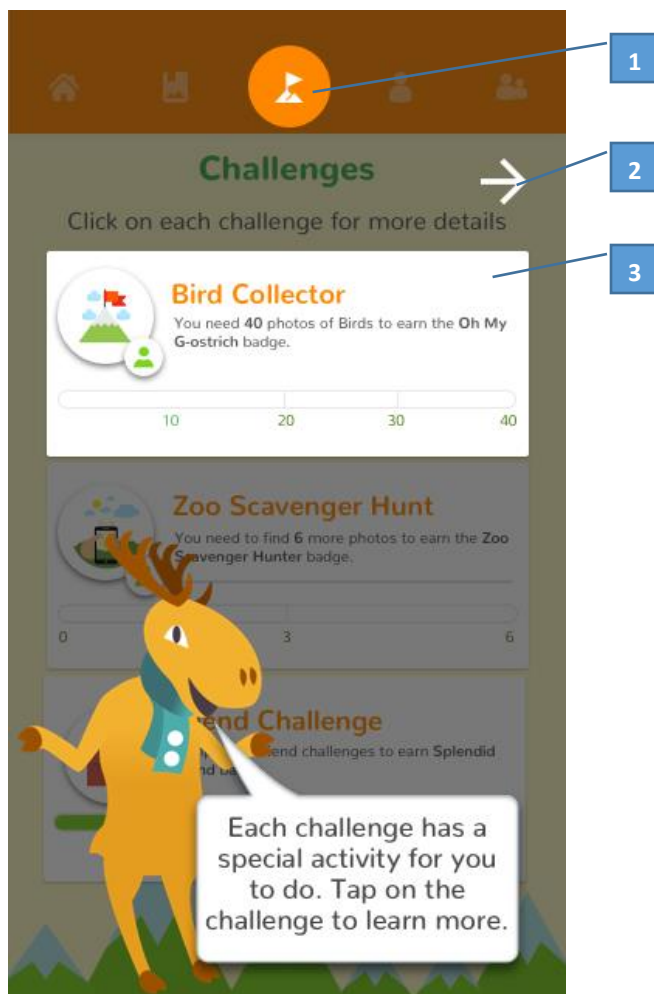 1
Challenges
2
Click on each challenge for more details
3
Bird Collector
You need 40 photos of Birds to earn the Oh My
G-ostrich badge.
10 20 30 40
Zoo Scavenger Hunt
You need to find 6 more photos to earn the Zoo
Scavenger Hunter badge.
0 3 6
end Challenge
end challenges to earn Splendid
Each challenge has a
special activity for you
to do. Tap on the
challenge to learn more.